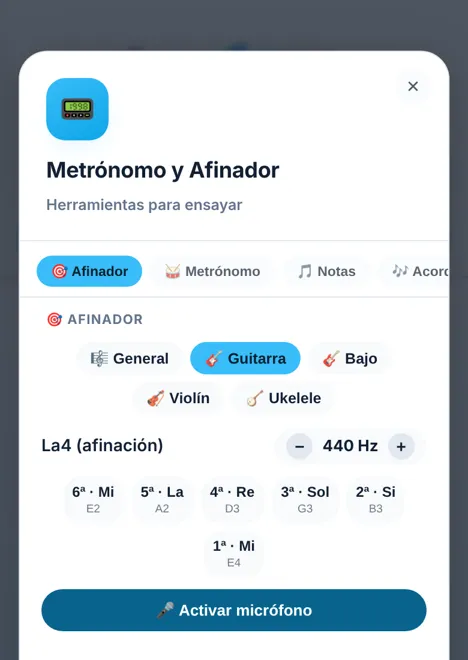 Metrónomo y Afinador
Herramientas para ensayar
Afinador Metrónomo Notas Acord
AFINADOR
General Guitarra Bajo
Violín Ukelele
La4 (afinación) − 440 Hz +
6ª · Mi 5ª · La 4ª · Re 3ª · Sol 2ª · Si
E2 A2 D3 G3 B3
1ª · Mi
E4
Activar micrófono